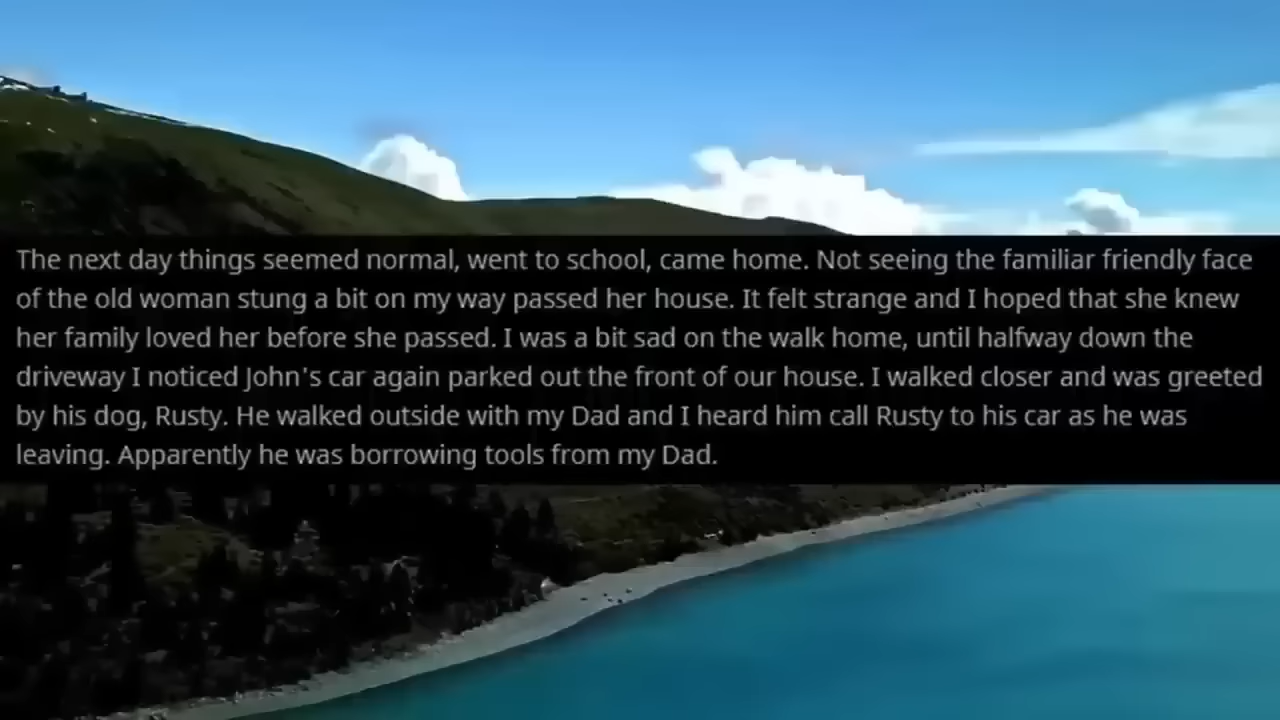 The next day things seemed normal, went to school, came home. Not seeing the familiar friendly face
of the old woman stung a bit on my way passed her house. It felt strange and I hoped that she knew
her family loved her before she passed. I was a bit sad on the walk home, until halfway down the
driveway I noticed John's car again parked out the front of our house. I walked closer and was greeted
by his dog, Rusty. He walked outside with my Dad and I heard him call Rusty to his car as he was
leaving. Apparently he was borrowing tools from my Dad.